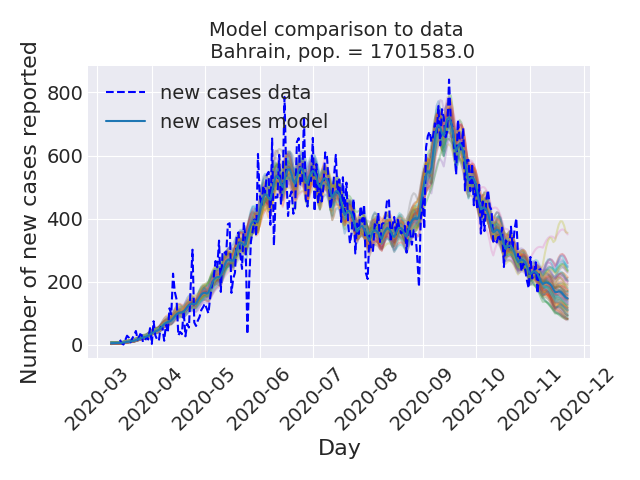 Model comparison to data
Bahrain, pop. = 1701583.0
Number of new cases reported
800
600
400
200
0
new cases data
new cases model
2020-03
2020-04
2020-05
2020-06
2020-07
2020-08
2020-09
2020-10
2020-11
2020-12
Day